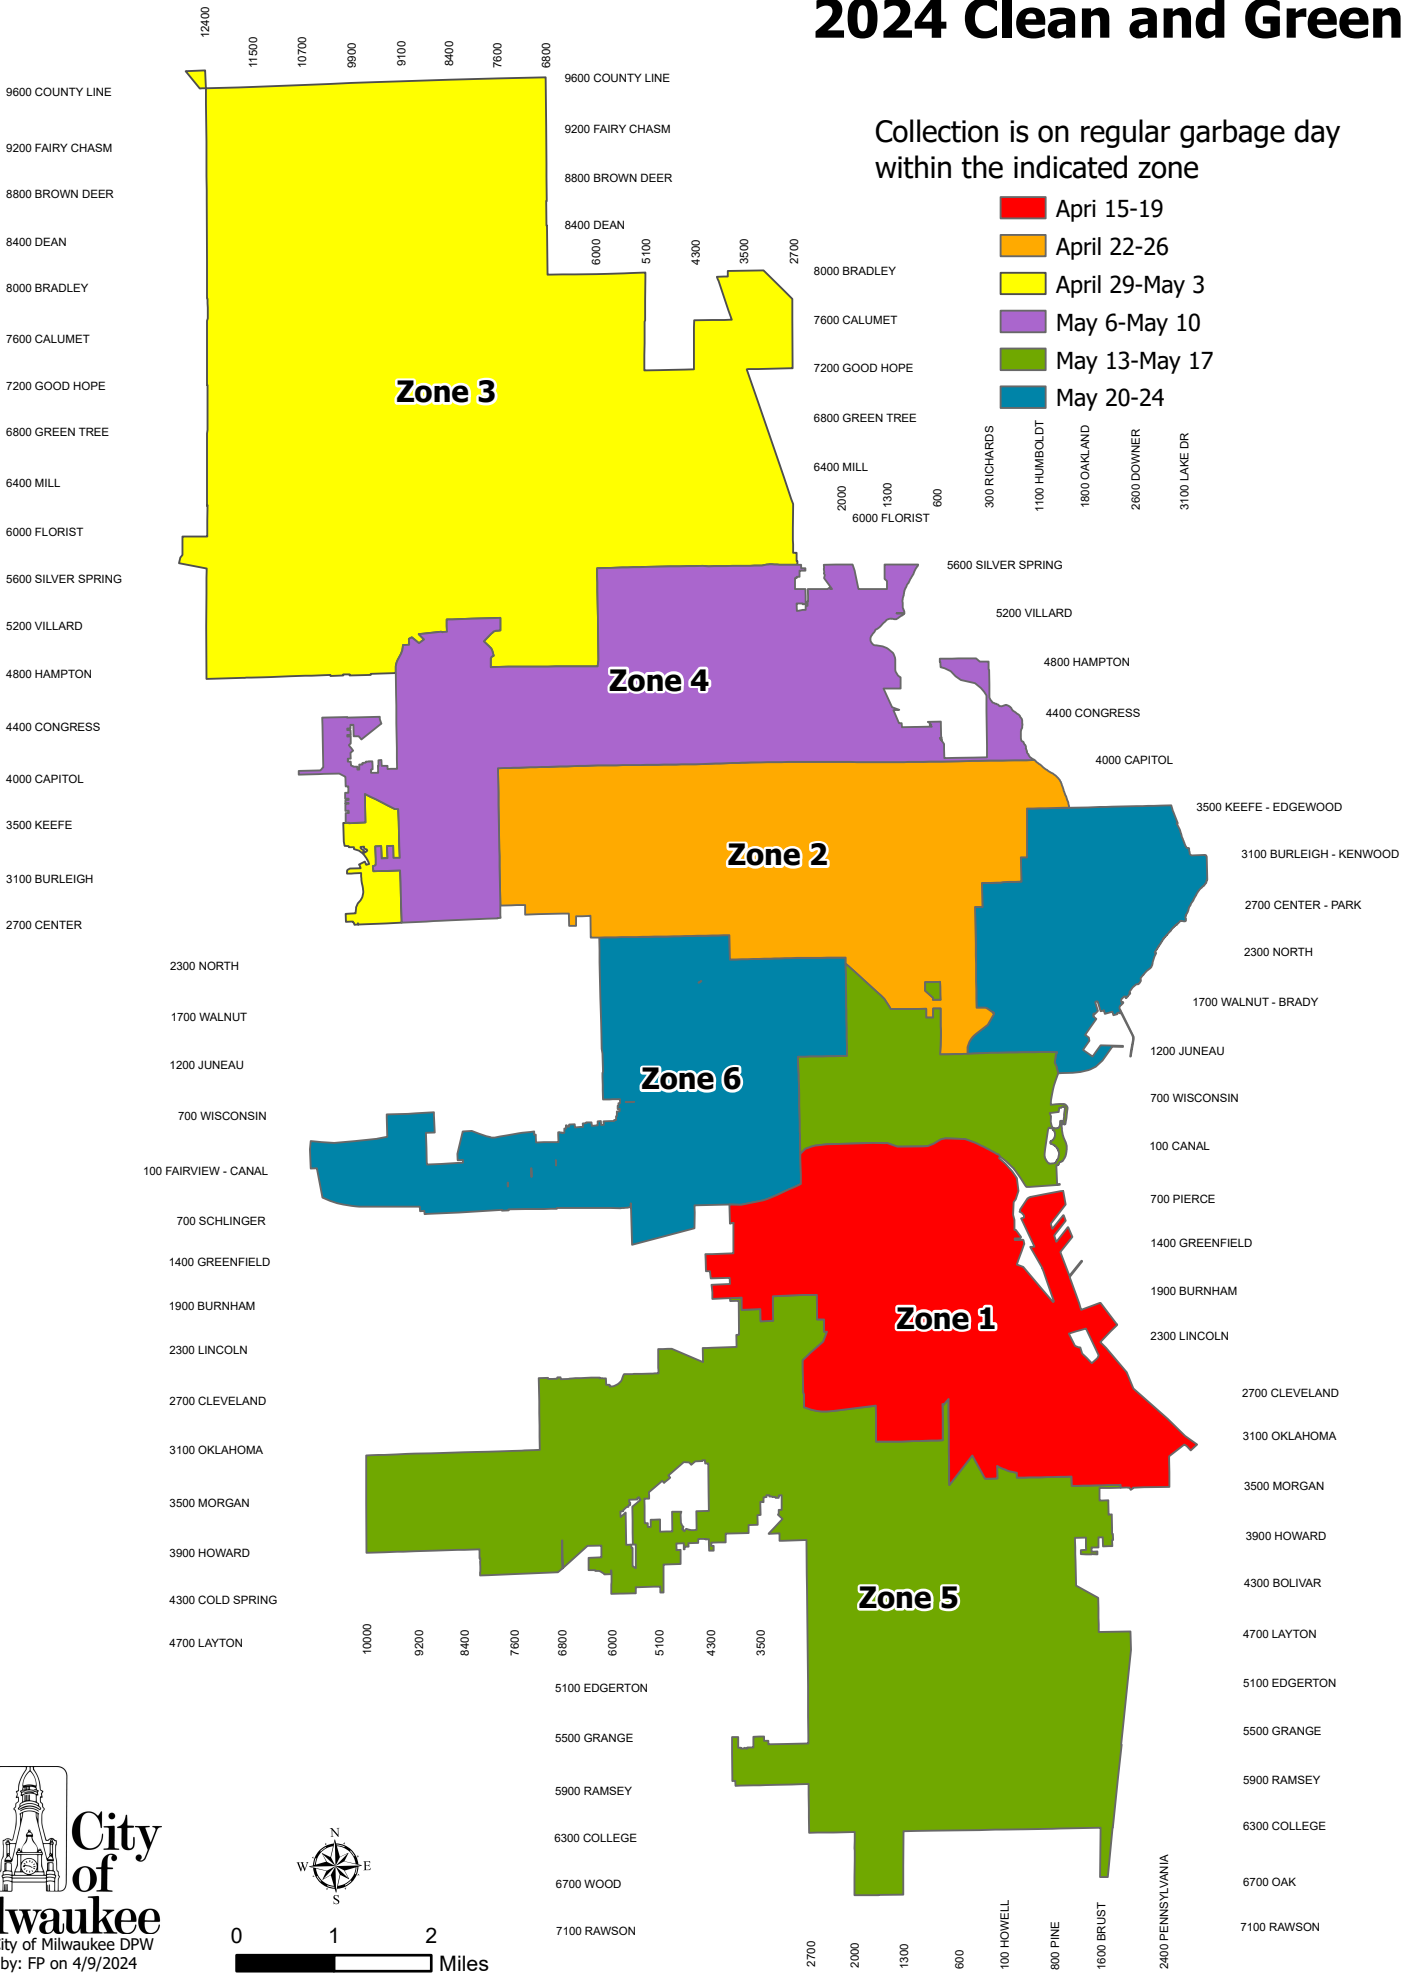 2024 Clean and Green
Collection is on regular garbage day
within the indicated zone
Apri 15-19
April 22-26
April 29-May 3
May 6-May 10
May 13-May 17
May 20-24
12400
11500
10700
9900
9100
8400
7600
6800
9600 COUNTY LINE
9200 FAIRY CHASM
8800 BROWN DEER
8400 DEAN
8000 BRADLEY
7600 CALUMET
7200 GOOD HOPE
6800 GREEN TREE
6400 MILL
6000 FLORIST
5600 SILVER SPRING
5200 VILLARD
4800 HAMPTON
4400 CONGRESS
4000 CAPITOL
3500 KEEFE
3100 BURLEIGH
2700 CENTER
2300 NORTH
1700 WALNUT
1200 JUNEAU
700 WISCONSIN
100 FAIRVIEW - CANAL
700 SCHLINGER
1400 GREENFIELD
1900 BURNHAM
2300 LINCOLN
2700 CLEVELAND
3100 OKLAHOMA
3500 MORGAN
3900 HOWARD
4300 COLD SPRING
4700 LAYTON
9600 COUNTY LINE
9200 FAIRY CHASM
8800 BROWN DEER
8400 DEAN
6000
5100
4300
3500
2700
8000 BRADLEY
7600 CALUMET
7200 GOOD HOPE
6800 GREEN TREE
6400 MILL
2000
1300
600
300 RICHARDS
1100 HUMBOLDT
1800 OAKLAND
2600 DOWNER
3100 LAKE DR
6000 FLORIST
5600 SILVER SPRING
5200 VILLARD
4800 HAMPTON
4400 CONGRESS
4000 CAPITOL
3500 KEEFE - EDGEWOOD
3100 BURLEIGH - KENWOOD
2700 CENTER - PARK
2300 NORTH
1700 WALNUT - BRADY
1200 JUNEAU
700 WISCONSIN
100 CANAL
700 PIERCE
1400 GREENFIELD
1900 BURNHAM
2300 LINCOLN
2700 CLEVELAND
3100 OKLAHOMA
3500 MORGAN
3900 HOWARD
4300 BOLIVAR
4700 LAYTON
5100 EDGERTON
5500 GRANGE
5900 RAMSEY
6300 COLLEGE
6700 OAK
7100 RAWSON
Zone 3
Zone 4
Zone 2
Zone 6
Zone 1
Zone 5
10000
9200
8400
7600
6800
6000
5100
4300
3500
5100 EDGERTON
5500 GRANGE
5900 RAMSEY
6300 COLLEGE
6700 WOOD
7100 RAWSON
2700
2000
1300
600
100 HOWELL
800 PINE
1600 BRUST
2400 PENNSYLVANIA
City
of
lwaukee
ity of Milwaukee DPW
by: FP on 4/9/2024
N
W E
S
0 1 2
Miles